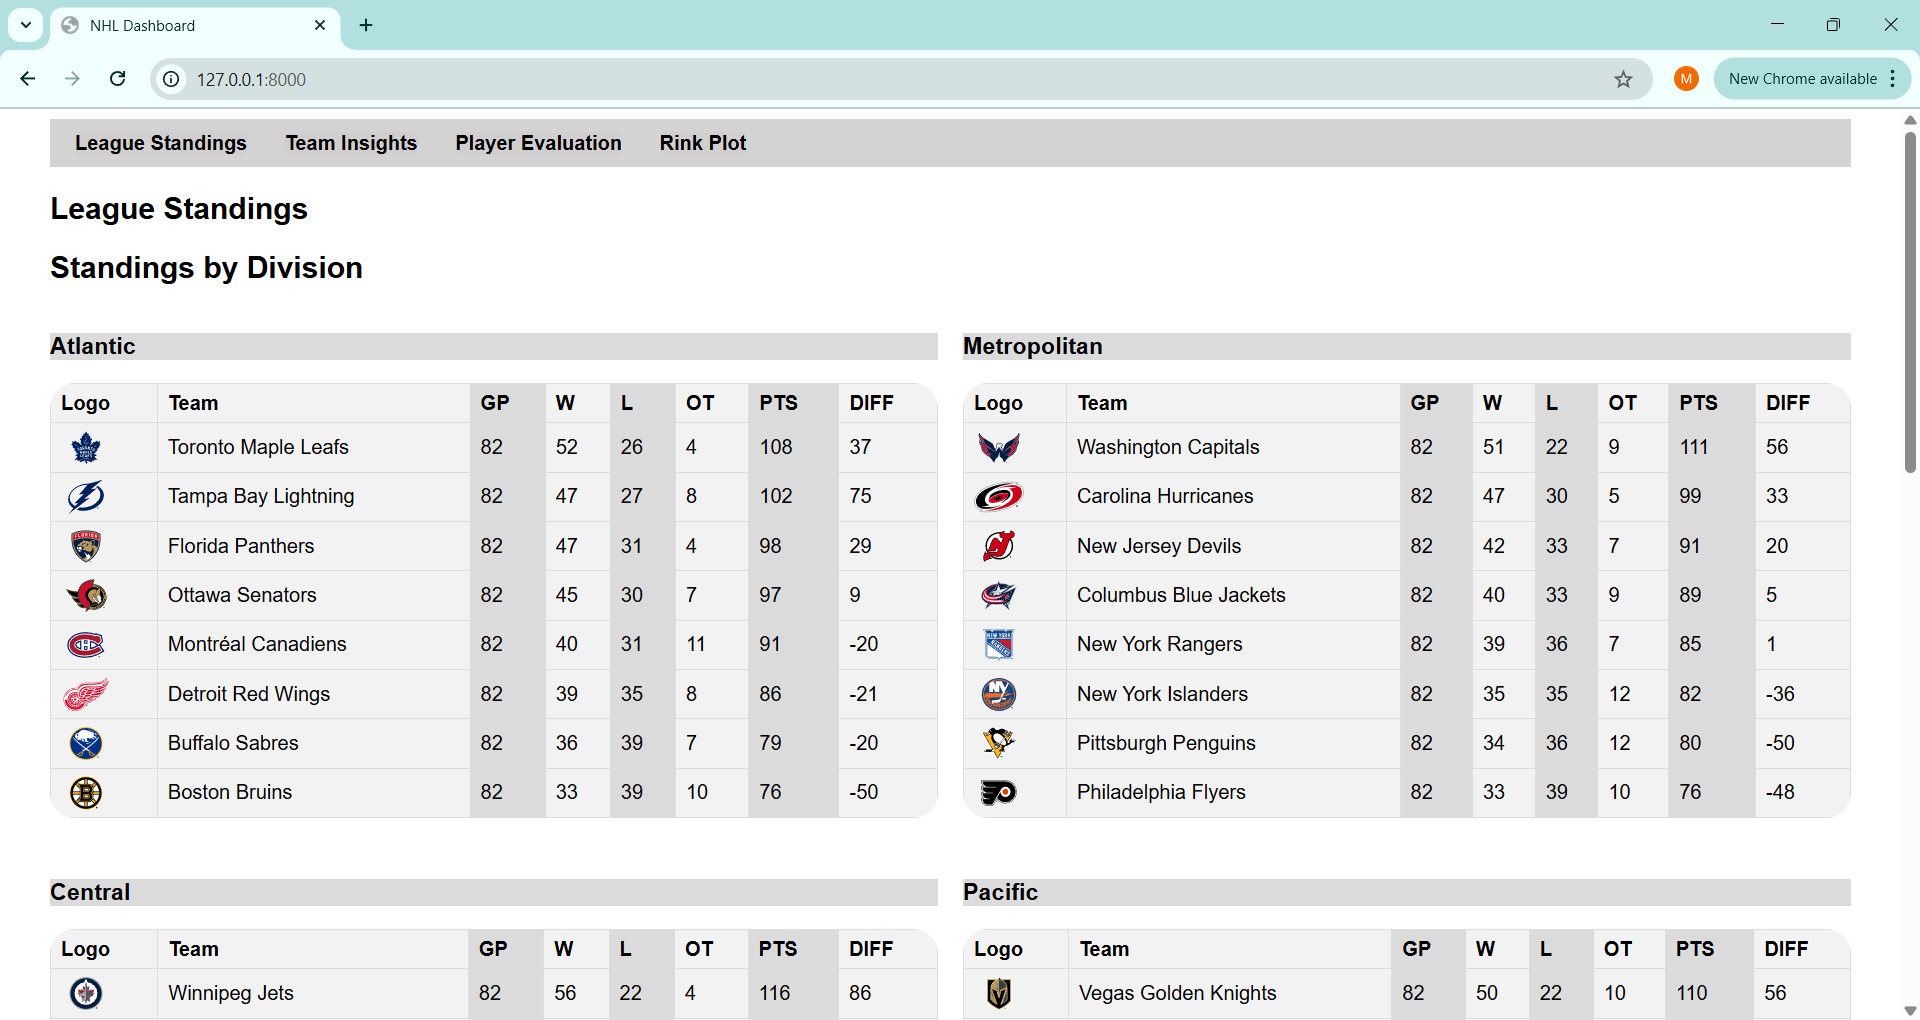 NHL Dashboard
127.0.0.1:8000
M
New Chrome available
League Standings Team Insights Player Evaluation Rink Plot
League Standings
Standings by Division
Atlantic
Logo Team GP W L OT PTS DIFF
Toronto Maple Leafs 82 52 26 4 108 37
Tampa Bay Lightning 82 47 27 8 102 75
Florida Panthers 82 47 31 4 98 29
Ottawa Senators 82 45 30 7 97 9
Montréal Canadiens 82 40 31 11 91 -20
Detroit Red Wings 82 39 35 8 86 -21
Buffalo Sabres 82 36 39 7 79 -20
Boston Bruins 82 33 39 10 76 -50
Metropolitan
Logo Team GP W L OT PTS DIFF
Washington Capitals 82 51 22 9 111 56
Carolina Hurricanes 82 47 30 5 99 33
New Jersey Devils 82 42 33 7 91 20
Columbus Blue Jackets 82 40 33 9 89 5
New York Rangers 82 39 36 7 85 1
New York Islanders 82 35 35 12 82 -36
Pittsburgh Penguins 82 34 36 12 80 -50
Philadelphia Flyers 82 33 39 10 76 -48
Central
Logo Team GP W L OT PTS DIFF
Winnipeg Jets 82 56 22 4 116 86
Pacific
Logo Team GP W L OT PTS DIFF
Vegas Golden Knights 82 50 22 10 110 56